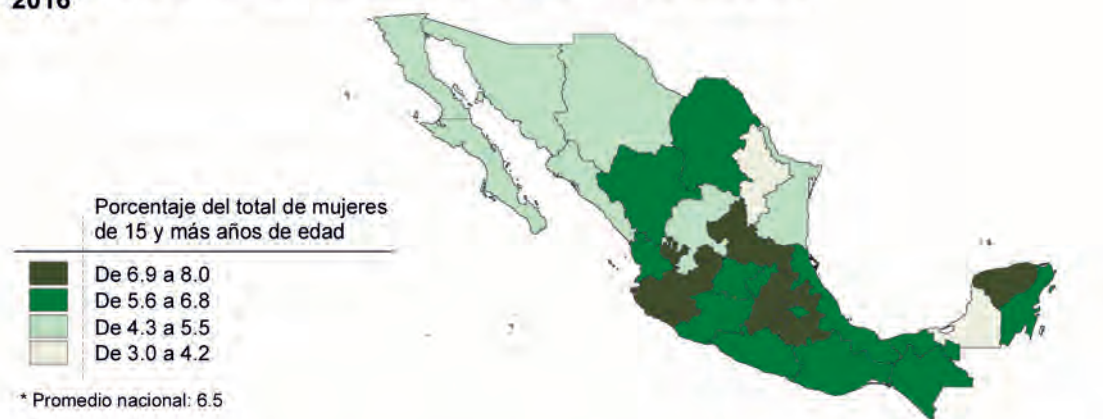 2016
Porcentaje del total de mujeres
de 15 y más años de edad
De 6.9 a 8.0
De 5.6 a 6.8
De 4.3 a 5.5
De 3.0 a 4.2
* Promedio nacional: 6.5